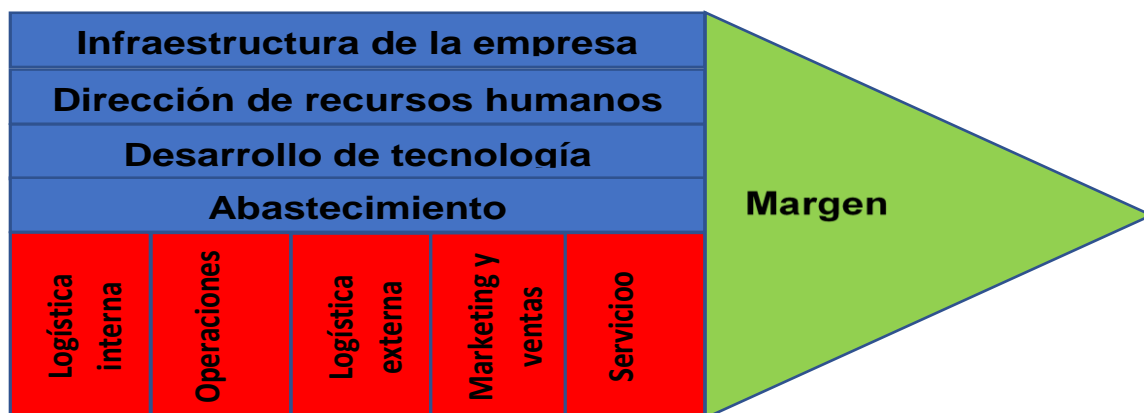 Infraestructura de la empresa
Dirección de recursos humanos
Desarrollo de tecnología
Abastecimiento
Margen
Logística
interna
Operaciones
Logística
externa
Marketing y
ventas
Servicioo